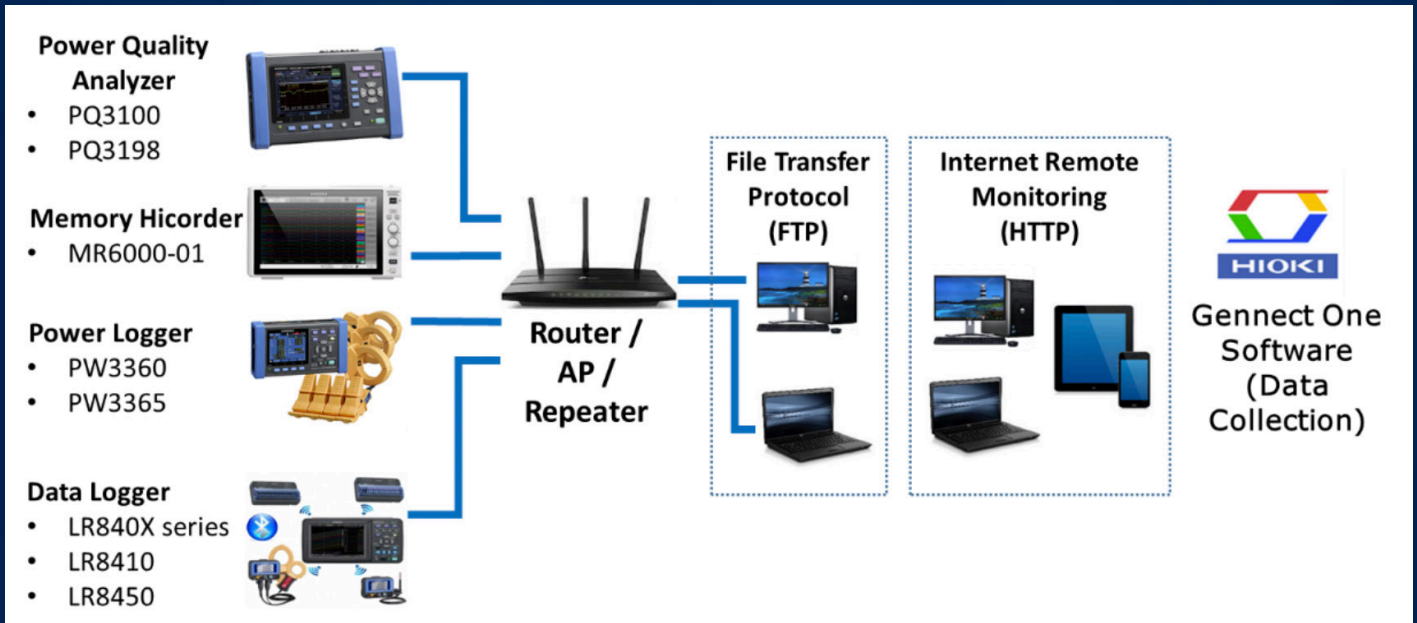 Power Quality
Analyzer
• PQ3100
• PQ3198
Memory Hicorder
• MR6000-01
Power Logger
• PW3360
• PW3365
Data Logger
• LR840X series
• LR8410
• LR8450
Router /
AP /
Repeater
File Transfer
Protocol
(FTP)
Internet Remote
Monitoring
(HTTP)
HIOKI
Gennect One
Software
(Data
Collection)